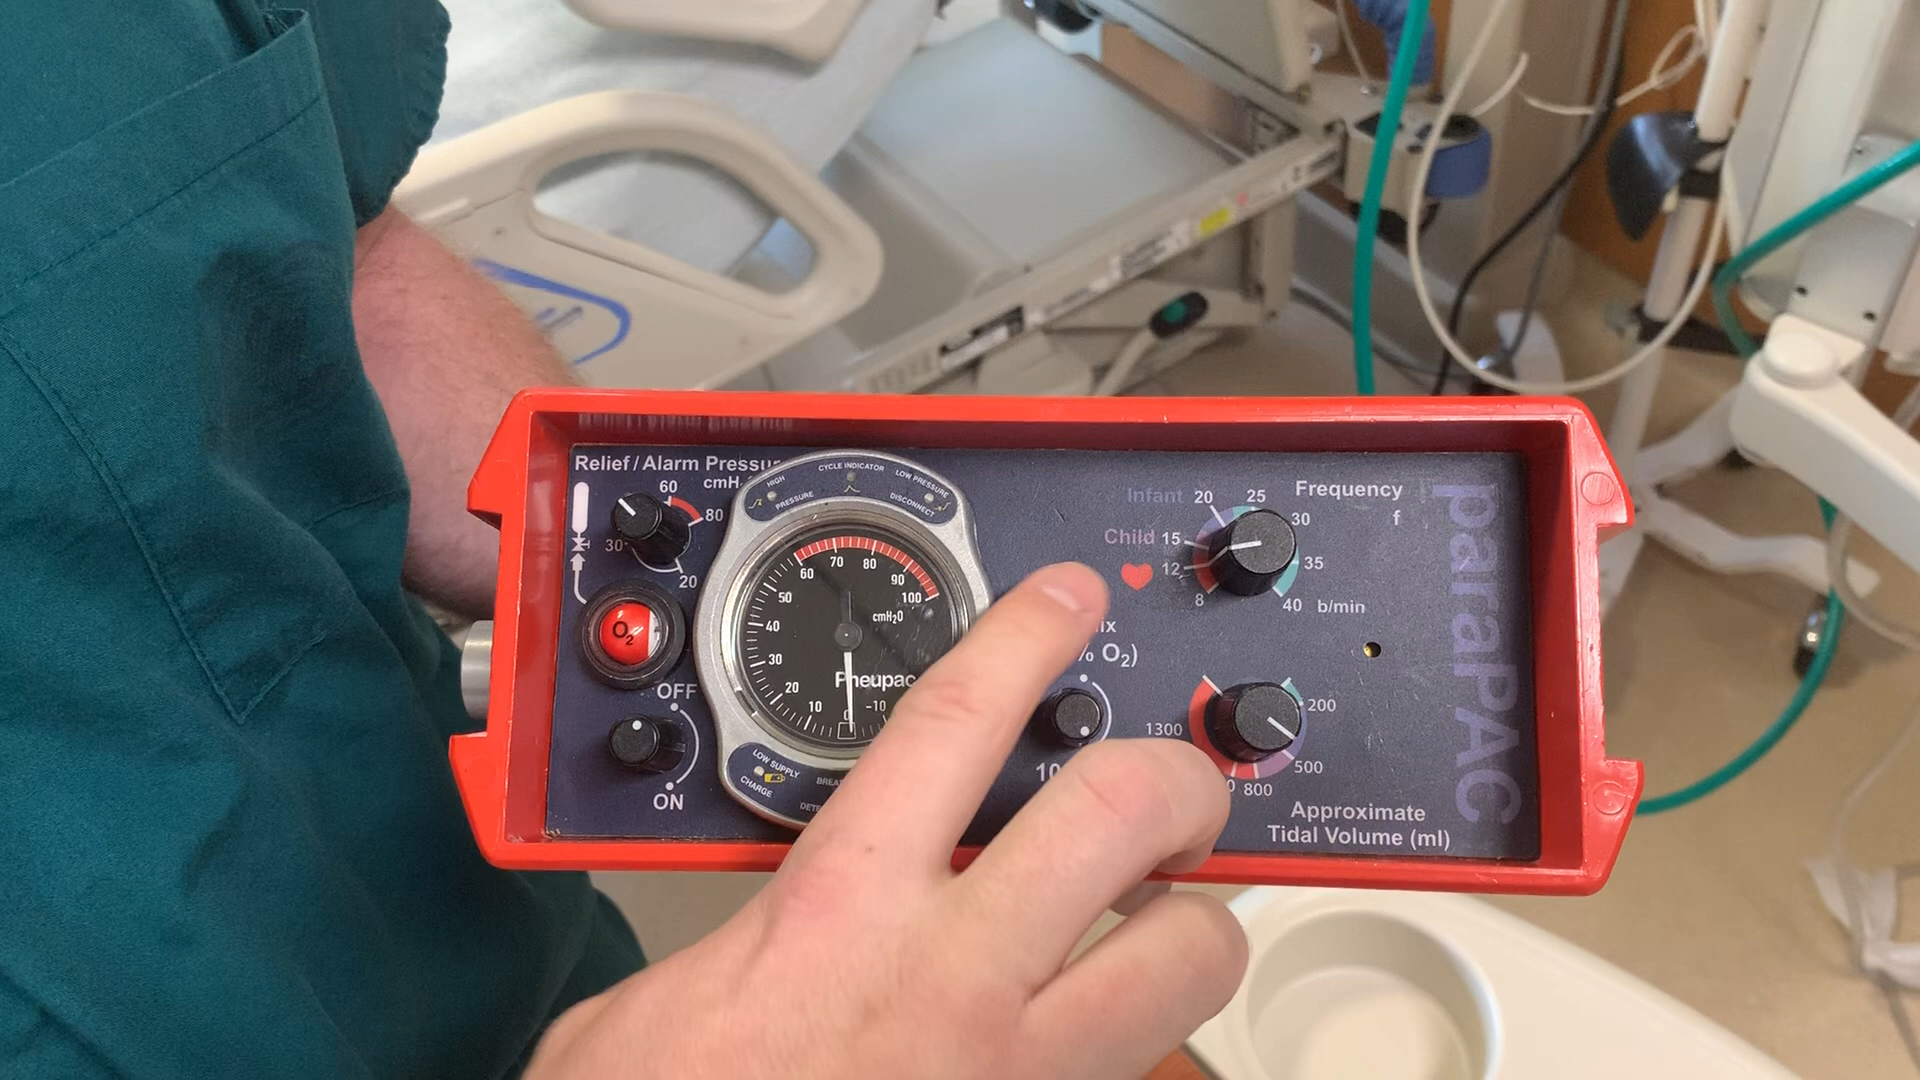 Relief / Alarm Pressur
cmH
60
80
30
20
O2
OFF
ON
HIGH
PRESSURE
CYCLE INDICATOR
LOW PRESSURE
DISCONNECT
60
70
80
90
100
50
40
30
20
10
0
-10
cmH2O
Pneupac
LOW SUPPLY
CHARGE
% O2)
10
Infant 20 25
Frequency
f
30
Child 15
12
35
8
40 b/min
200
1300
500
800
Approximate
Tidal Volume (ml)
paraPAC